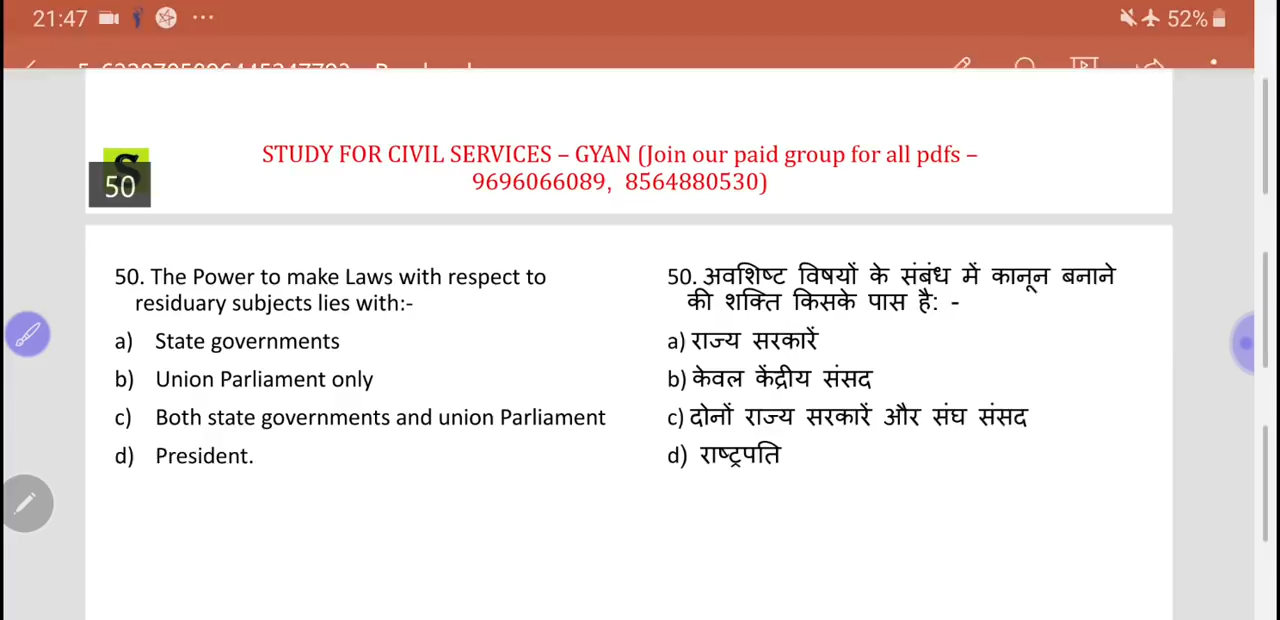 21:47
52%
STUDY FOR CIVIL SERVICES – GYAN (Join our paid group for all pdfs –
9696066089, 8564880530)
S
50
50. The Power to make Laws with respect to
residuary subjects lies with:-
a) State governments
b) Union Parliament only
c) Both state governments and union Parliament
d) President.
50. अवशिष्ट विषयों के संबंध में कानून बनाने
की शक्ति किसके पास है: -
a) राज्य सरकारें
b) केवल केंद्रीय संसद
c) दोनों राज्य सरकारें और संघ संसद
d) राष्ट्रपति